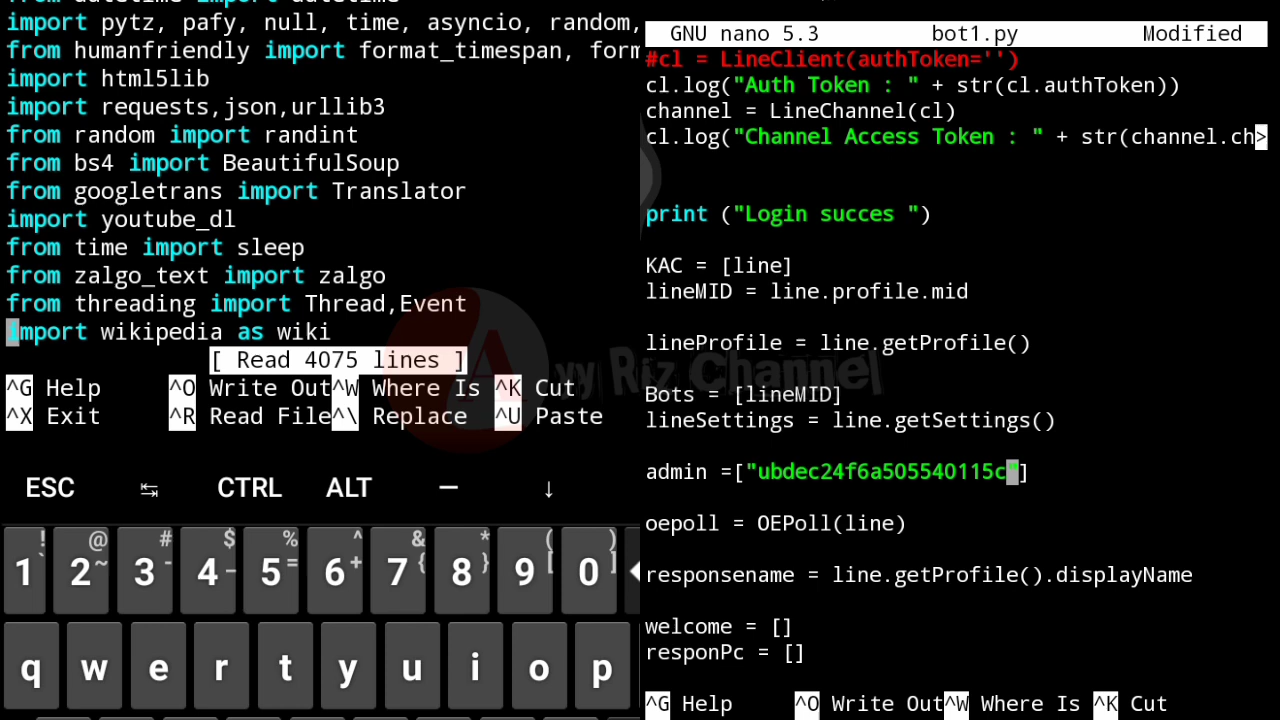 from datetime import datetime
import pytz, pafy, null, time, asyncio, random,
from humanfriendly import format_timespan, form
import html5lib
import requests,json,urllib3
from random import randint
from bs4 import BeautifulSoup
from googletrans import Translator
import youtube_dl
from time import sleep
from zalgo_text import zalgo
from threading import Thread,Event
import wikipedia as wiki
[ Read 4075 lines ]
^G Help ^O Write Out^W Where Is ^K Cut
^X Exit ^R Read File^\ Replace ^U Paste
ESC ↹ CTRL ALT — ↓
! @ # $ % ^ & * ( )
1 ` 2 ~ 3 - 4 _ 5 = 6 + 7 { 8 } 9 [ 0 ]
q w e r t y u i o p
GNU nano 5.3 bot1.py Modified
#cl = LineClient(authToken='')
cl.log("Auth Token : " + str(cl.authToken))
channel = LineChannel(cl)
cl.log("Channel Access Token : " + str(channel.ch>
print ("Login succes ")
KAC = [line]
lineMID = line.profile.mid
lineProfile = line.getProfile()
Bots = [lineMID]
lineSettings = line.getSettings()
admin =["ubdec24f6a505540115c"]
oepoll = OEPoll(line)
responsename = line.getProfile().displayName
welcome = []
responPc = []
^G Help ^O Write Out^W Where Is ^K Cut
Ayy Riz Channel